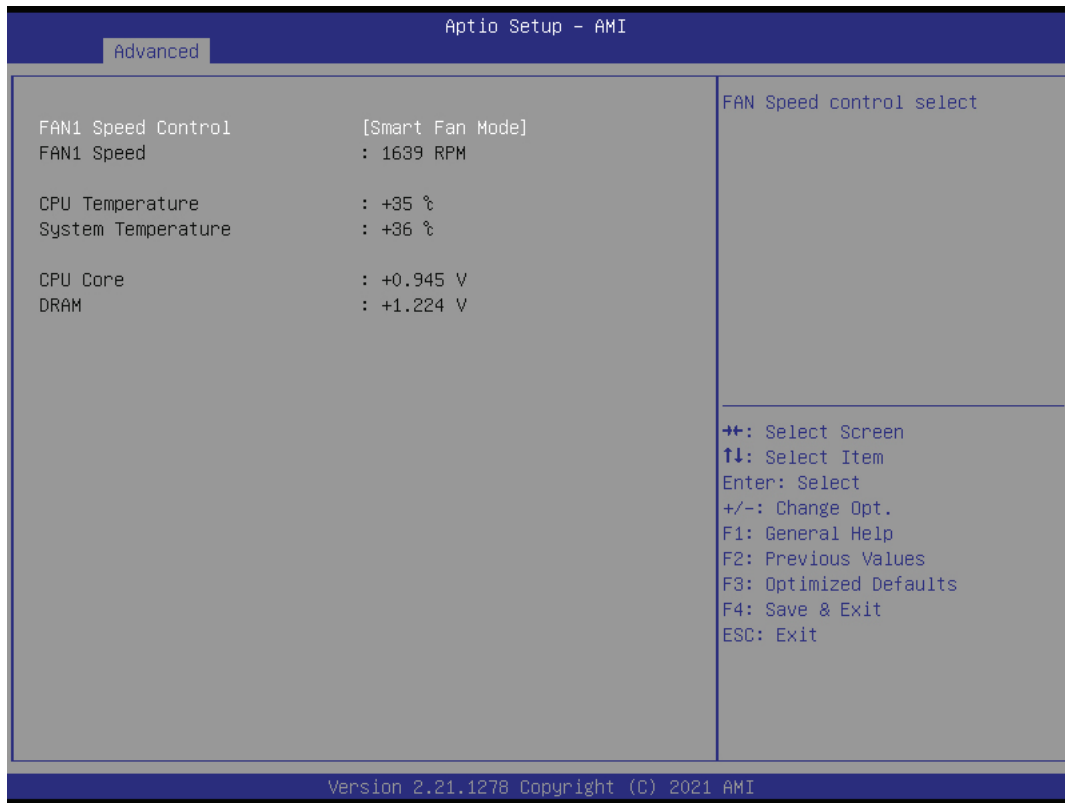 Aptio Setup – AMI
Advanced
FAN1 Speed Control [Smart Fan Mode]
FAN1 Speed : 1639 RPM
CPU Temperature : +35 ℃
System Temperature : +36 ℃
CPU Core : +0.945 V
DRAM : +1.224 V
FAN Speed control select
→←: Select Screen
↑↓: Select Item
Enter: Select
+/-: Change Opt.
F1: General Help
F2: Previous Values
F3: Optimized Defaults
F4: Save & Exit
ESC: Exit
Version 2.21.1278 Copyright (C) 2021 AMI